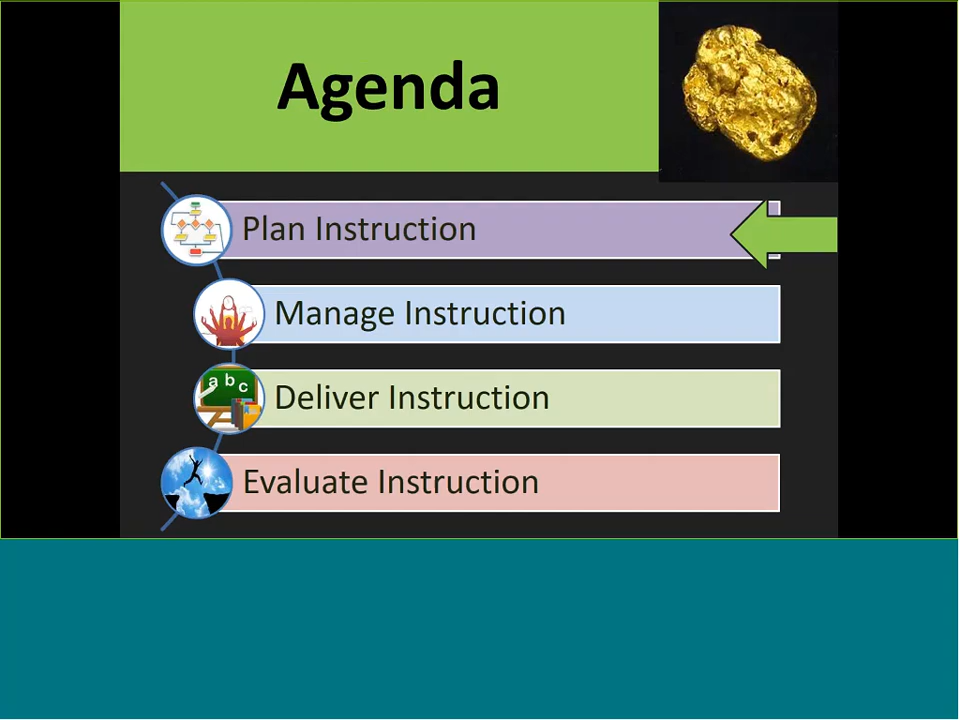 Agenda
Plan Instruction
Manage Instruction
a b c
Deliver Instruction
Evaluate Instruction